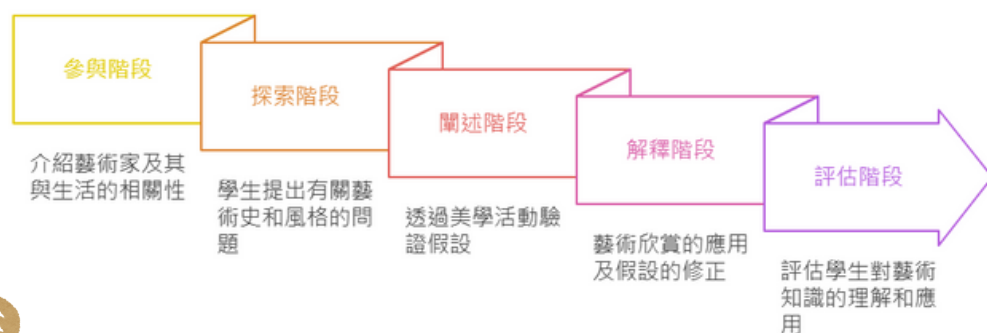 參與階段
介紹藝術家及其
與生活的相關性
探索階段
學生提出有關藝
術史和風格的問
題
闡述階段
透過美學活動驗
證假設
解釋階段
藝術欣賞的應用
及假設的修正
評估階段
評估學生對藝術
知識的理解和應
用